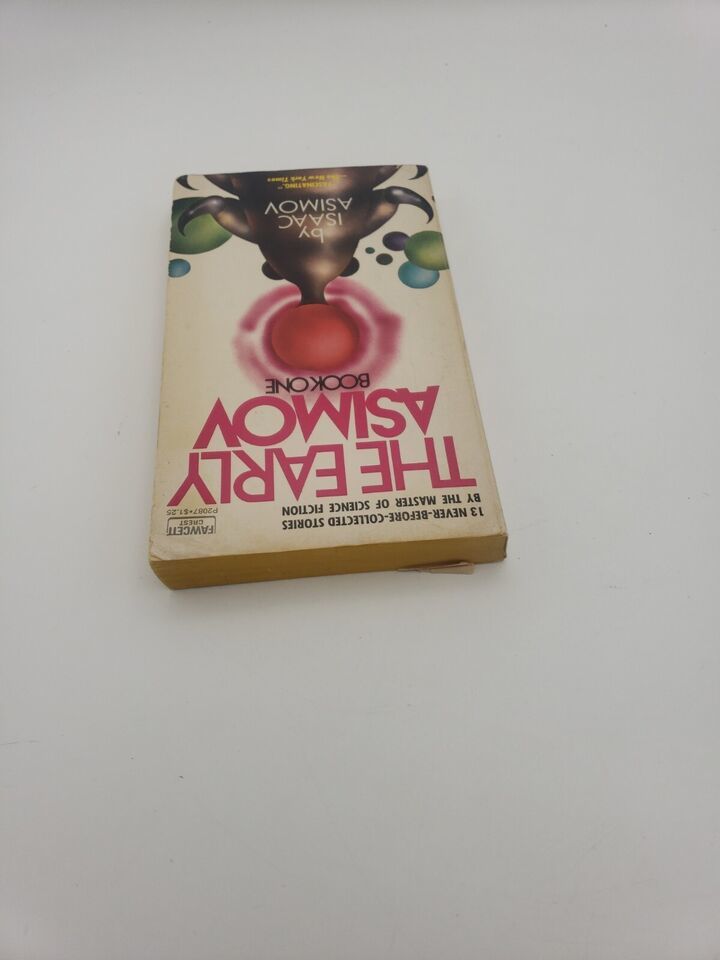 FAWCETT
CREST
P2087•$1.25
13 NEVER-BEFORE-COLLECTED STORIES
BY THE MASTER OF SCIENCE FICTION
THE EARLY
ASIMOV
BOOK ONE
by
ISAAC
ASIMOV
"FASCINATING."
—The New York Times